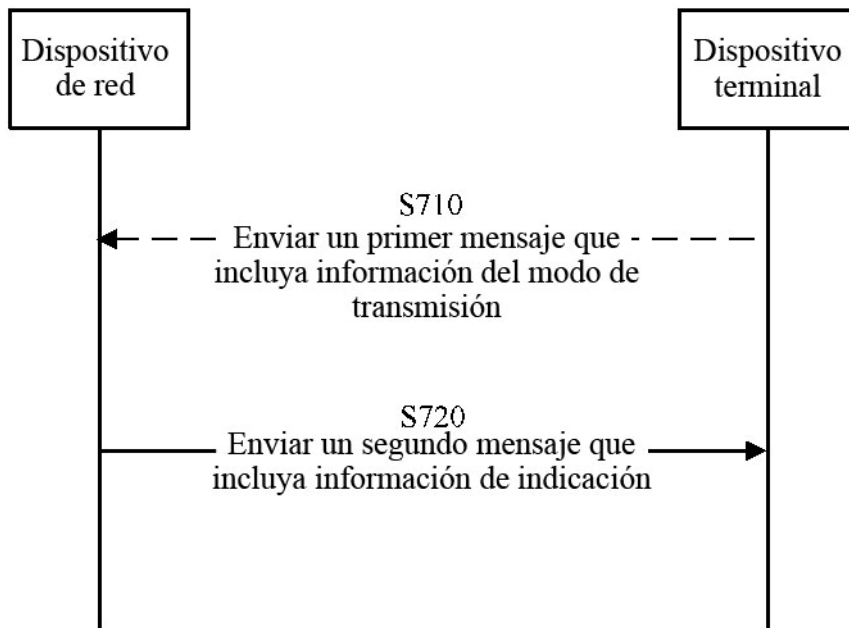 Dispositivo
de red
Dispositivo
terminal
S710
Enviar un primer mensaje que
incluya información del modo de
transmisión
S720
Enviar un segundo mensaje que
incluya información de indicación